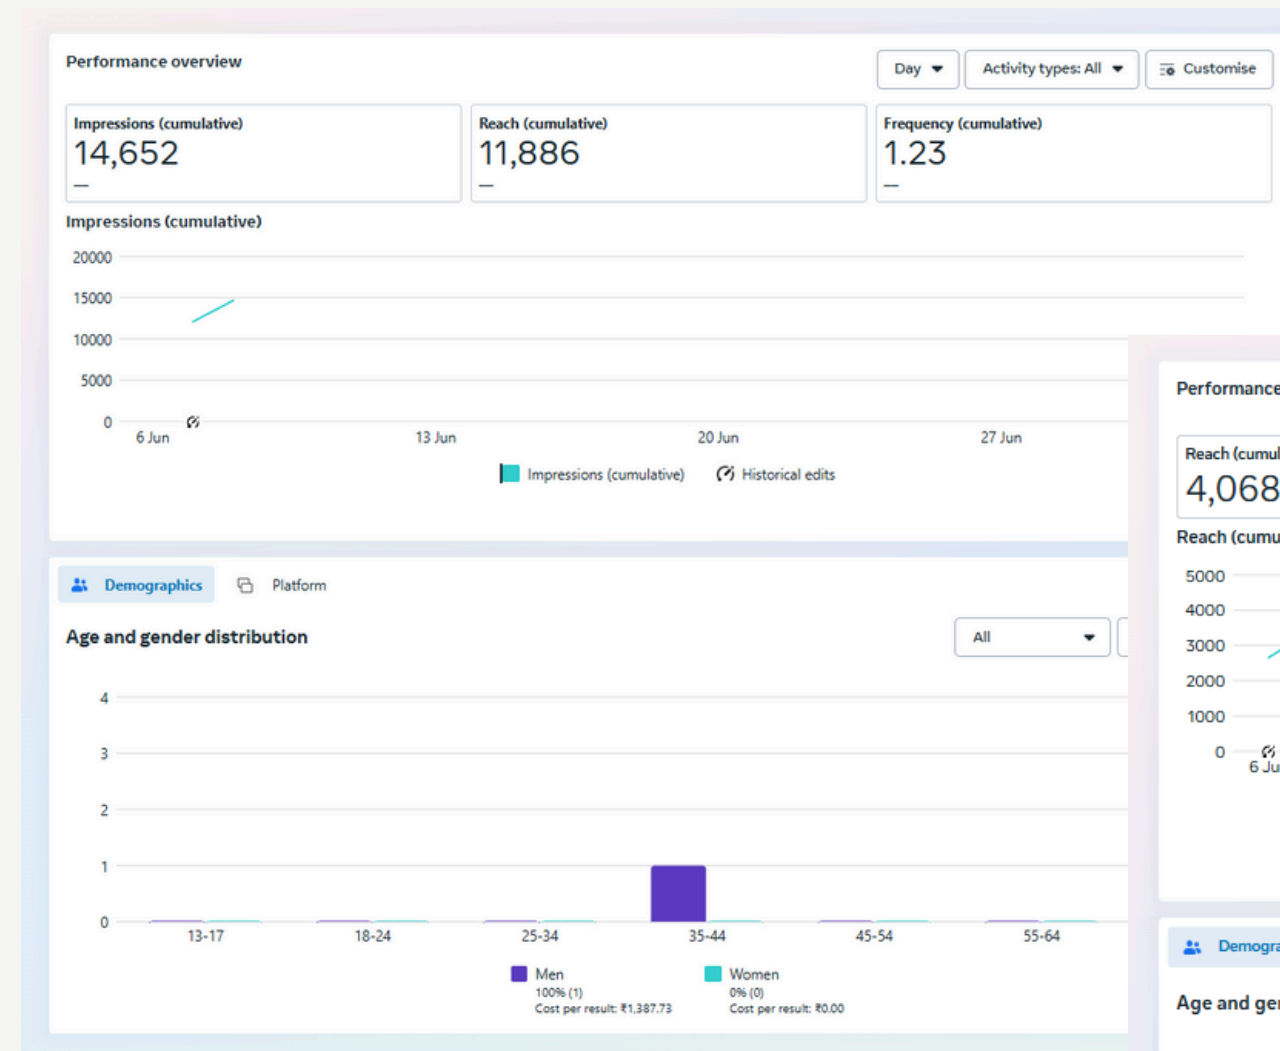 Performance overview
Day
Activity types: All
Customise
Impressions (cumulative)
14,652
—
Reach (cumulative)
11,886
—
Frequency (cumulative)
1.23
—
Impressions (cumulative)
20000
15000
10000
5000
0
6 Jun
13 Jun
20 Jun
27 Jun
Impressions (cumulative)
Historical edits
Demographics
Platform
Age and gender distribution
All
4
3
2
1
0
13-17
18-24
25-34
35-44
45-54
55-64
Men
100% (1)
Cost per result: ₹1,387.73
Women
0% (0)
Cost per result: ₹0.00
Performance
Reach (cumul
4,068
Reach (cumu
5000
4000
3000
2000
1000
0
6 Ju
Demogra
Age and ge